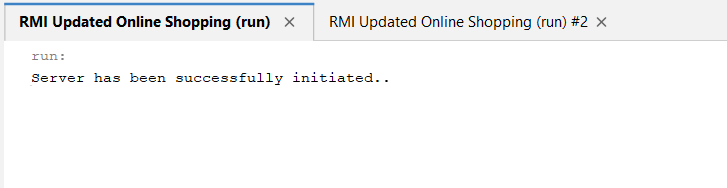 RMI Updated Online Shopping (run) × RMI Updated Online Shopping (run) #2 ×
run:
Server has been successfully initiated..